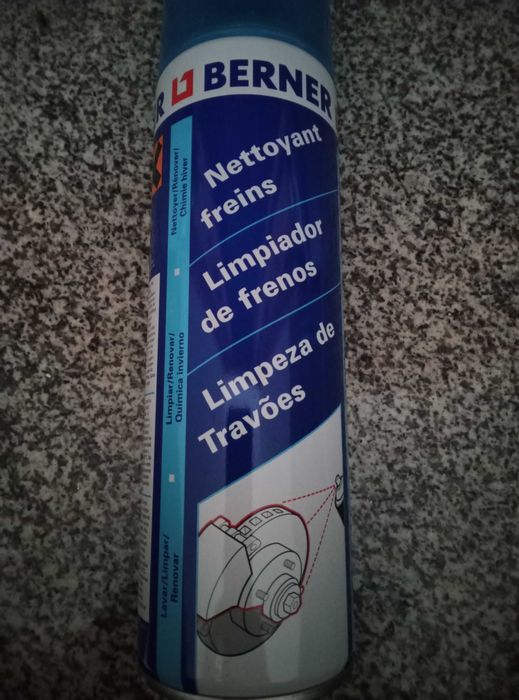 BERNER
Nettoyant
freins
Limpiador
de frenos
Limpeza de
Travões
Nettoyer/Rénover/
Chimie hiver
Limpiar/Renovar/
Química invierno
Lavar/Limpar/
Renovar